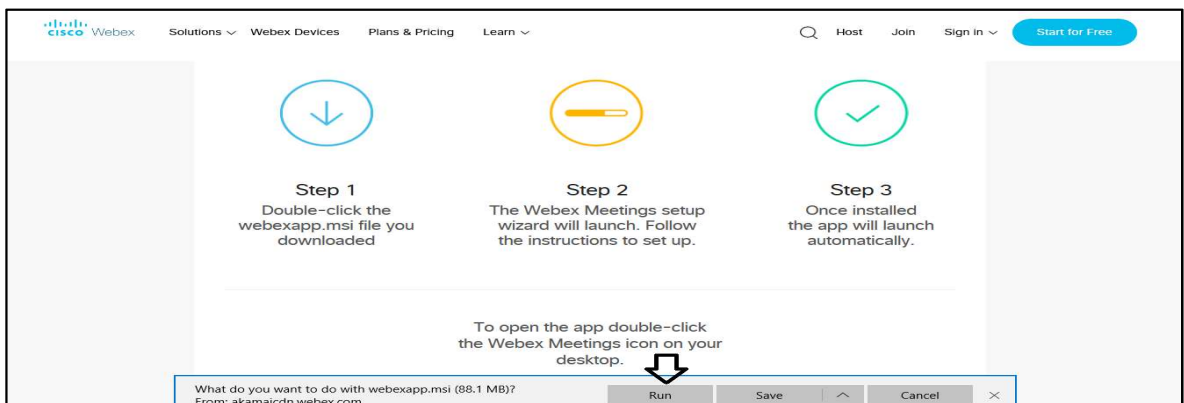 CISCO Webex Solutions Webex Devices Plans & Pricing Learn Host Join Sign in Start for Free
Step 1
Double-click the
webexapp.msi file you
downloaded
Step 2
The Webex Meetings setup
wizard will launch. Follow
the instructions to set up.
Step 3
Once installed
the app will launch
automatically.
To open the app double-click
the Webex Meetings icon on your
desktop.
What do you want to do with webexapp.msi (88.1 MB)?
From: akamaicdn.webex.com
Run Save Cancel